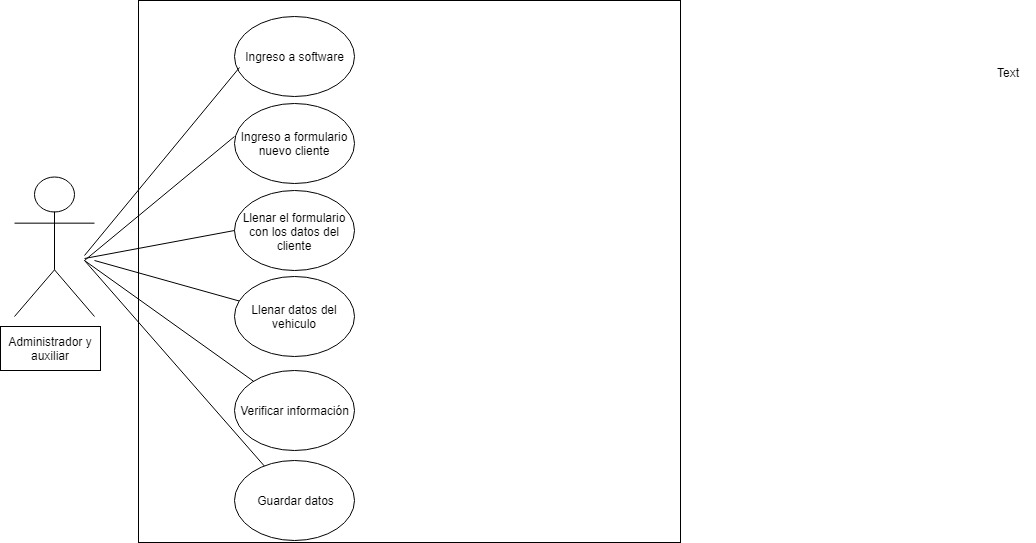 Ingreso a software
Text
Ingreso a formulario
nuevo cliente
Llenar el formulario
con los datos del
cliente
Llenar datos del
vehiculo
Administrador y
auxiliar
Verificar información
Guardar datos